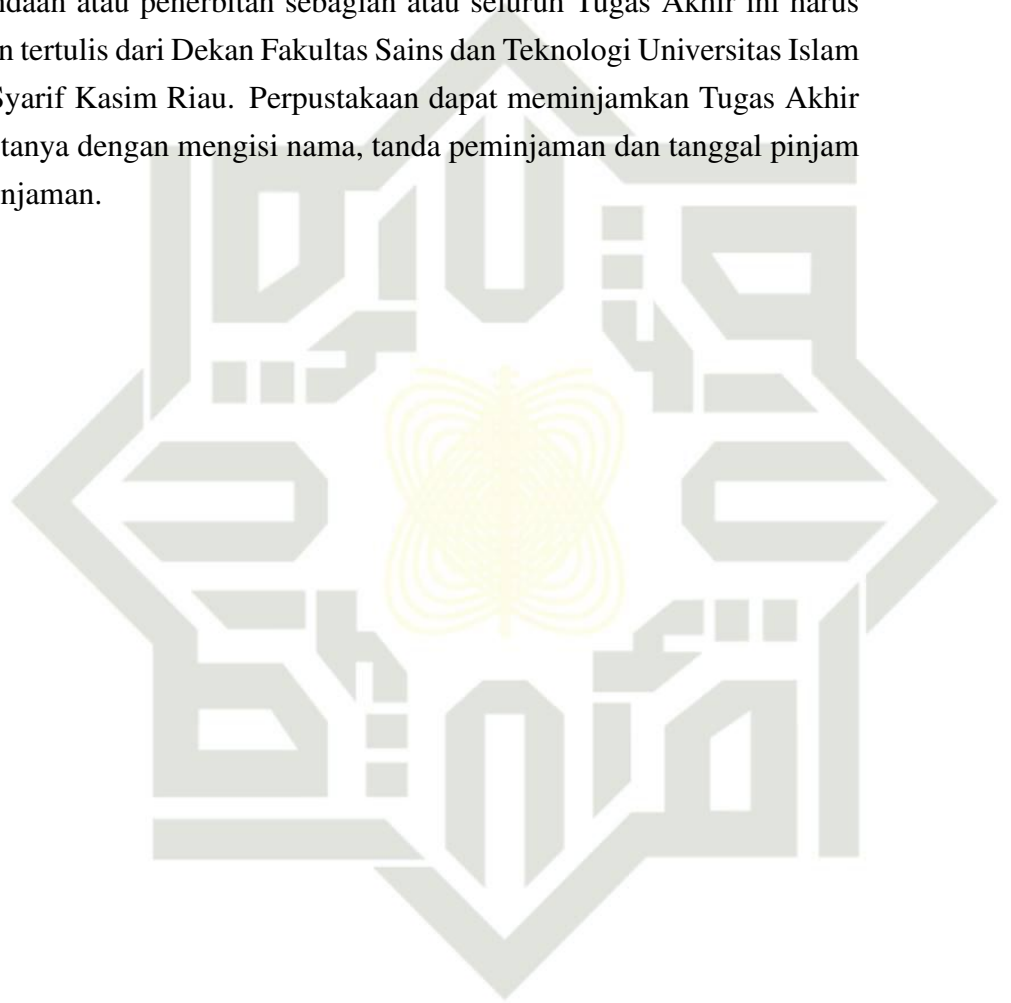 ndaan atau penerbitan sebagian atau seluruh Tugas Akhir ini harus
n tertulis dari Dekan Fakultas Sains dan Teknologi Universitas Islam
Syarif Kasim Riau. Perpustakaan dapat meminjamkan Tugas Akhir
tanya dengan mengisi nama, tanda peminjaman dan tanggal pinjam
njaman.